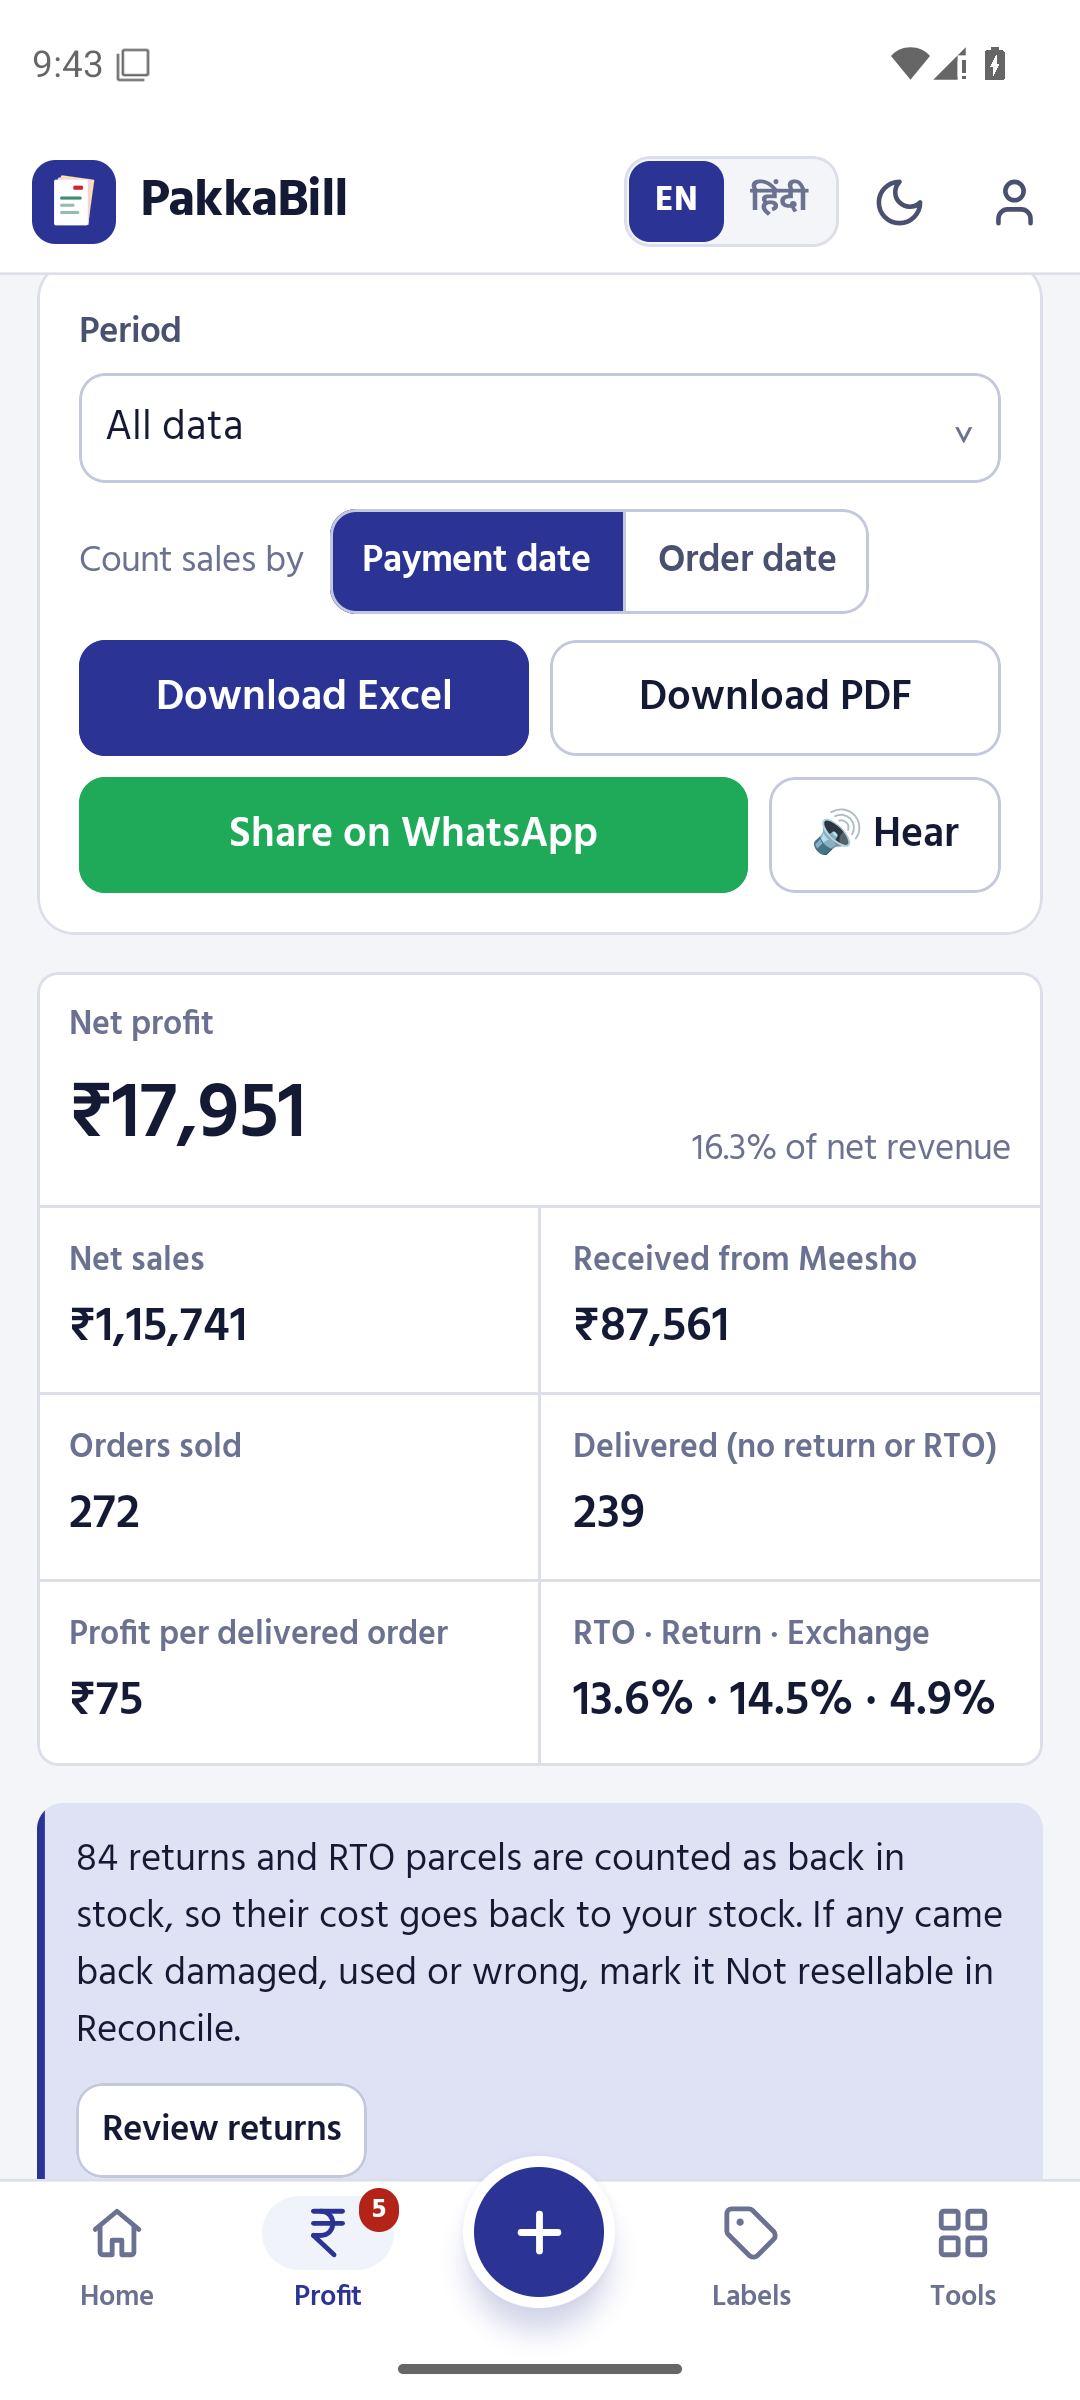 9:43
PakkaBill
EN
हिंदी
Period
All data
Count sales by
Payment date
Order date
Download Excel
Download PDF
Share on WhatsApp
Hear
Net profit
₹17,951
16.3% of net revenue
Net sales
₹1,15,741
Received from Meesho
₹87,561
Orders sold
272
Delivered (no return or RTO)
239
Profit per delivered order
₹75
RTO · Return · Exchange
13.6% · 14.5% · 4.9%
84 returns and RTO parcels are counted as back in
stock, so their cost goes back to your stock. If any came
back damaged, used or wrong, mark it Not resellable in
Reconcile.
Review returns
5
Home
Profit
Labels
Tools